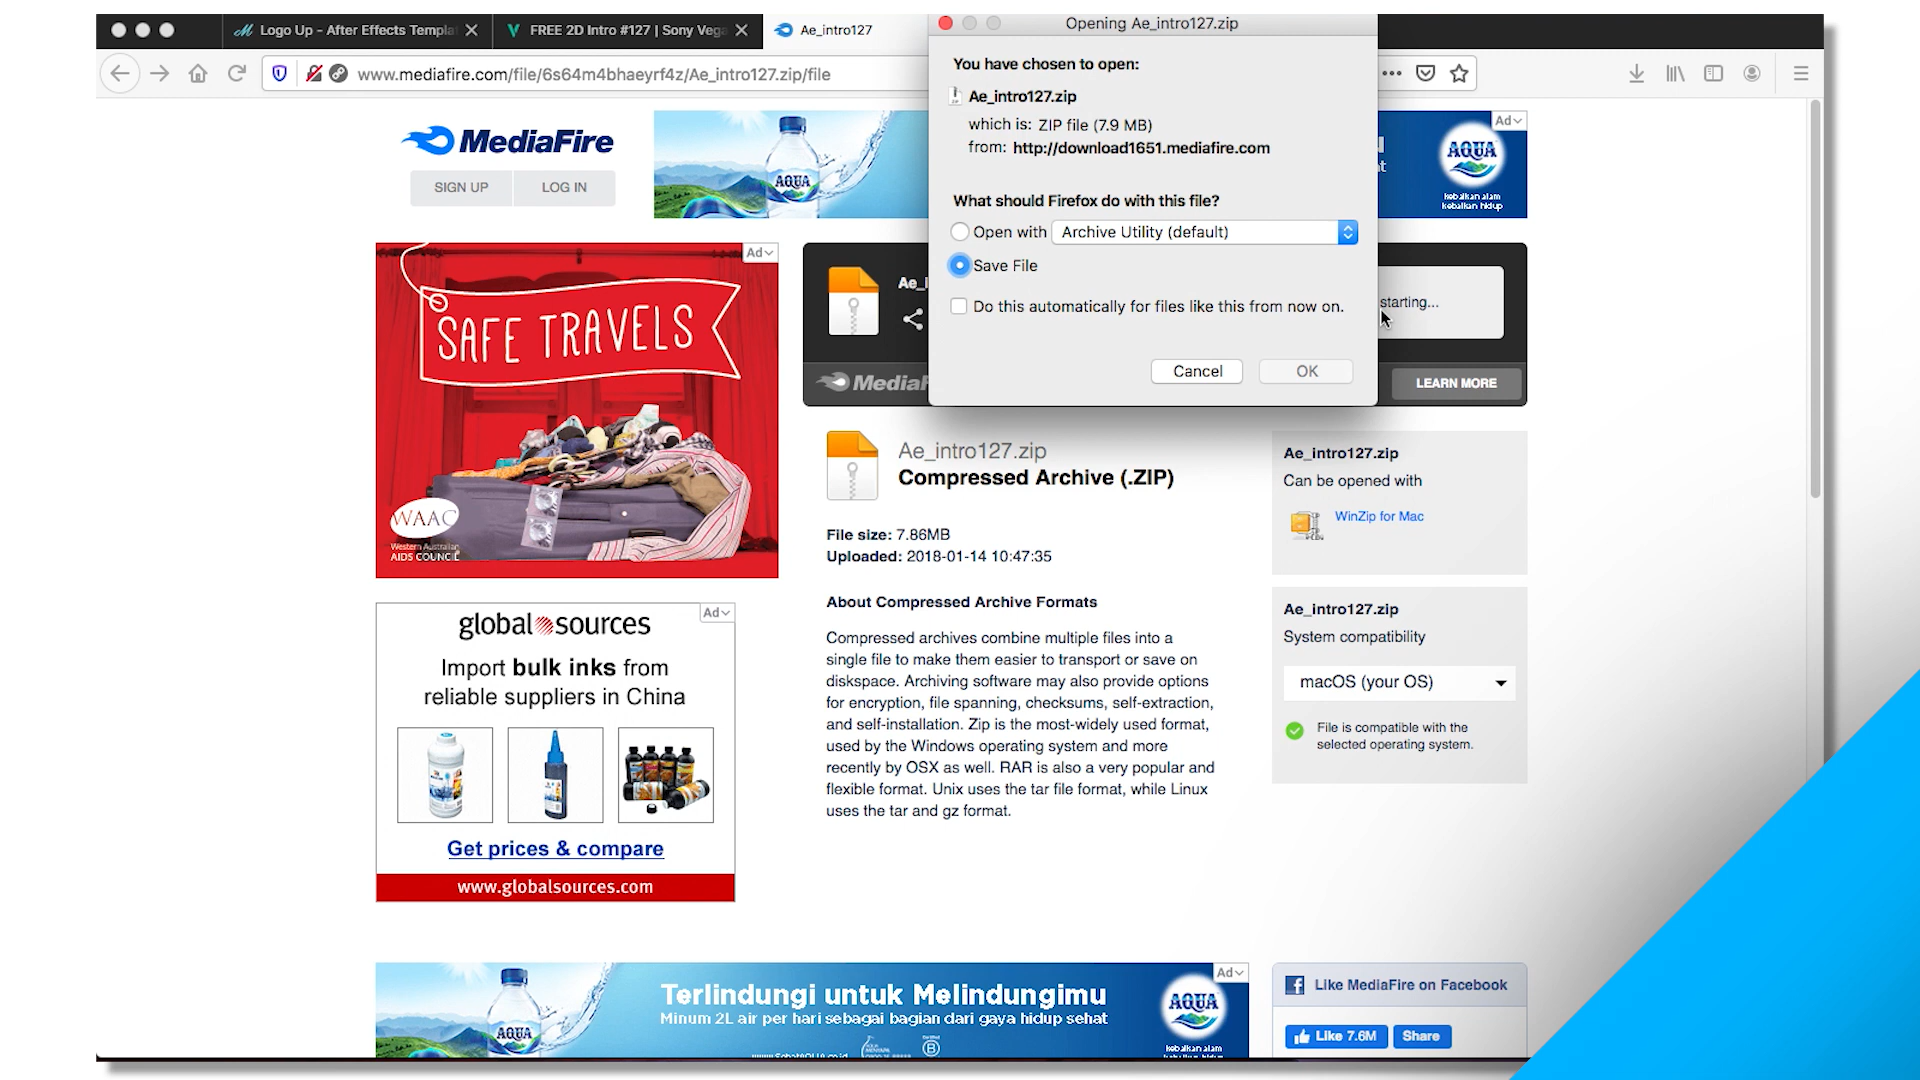 Logo Up - After Effects Templa
FREE 2D Intro #127 | Sony Vega
Ae_intro127
www.mediafire.com/file/6s64m4bhaeyrf4z/Ae_intro127.zip/file
Opening Ae_intro127.zip
You have chosen to open:
Ae_intro127.zip
which is: ZIP file (7.9 MB)
from: http://download1651.mediafire.com
What should Firefox do with this file?
Open with Archive Utility (default)
Save File
Do this automatically for files like this from now on.
Cancel OK
MediaFire
SIGN UP LOG IN
AQUA
Ad
AQUA
kebaikan alam
kebaikan hidup
Ad
SAFE TRAVELS
WAAC
Western Australian
AIDS COUNCIL
Ae_i
starting...
MediaF
LEARN MORE
Ae_intro127.zip
Compressed Archive (.ZIP)
File size: 7.86MB
Uploaded: 2018-01-14 10:47:35
About Compressed Archive Formats
Compressed archives combine multiple files into a
single file to make them easier to transport or save on
diskspace. Archiving software may also provide options
for encryption, file spanning, checksums, self-extraction,
and self-installation. Zip is the most-widely used format,
used by the Windows operating system and more
recently by OSX as well. RAR is also a very popular and
flexible format. Unix uses the tar file format, while Linux
uses the tar and gz format.
Ae_intro127.zip
Can be opened with
WinZip for Mac
Ae_intro127.zip
System compatibility
macOS (your OS)
File is compatible with the
selected operating system.
Ad
global sources
Import bulk inks from
reliable suppliers in China
Get prices & compare
www.globalsources.com
Ad
AQUA
Terlindungi untuk Melindungimu
Minum 2L air per hari sebagai bagian dari gaya hidup sehat
AQUA
kebaikan alam
Like MediaFire on Facebook
Like 7.6M Share